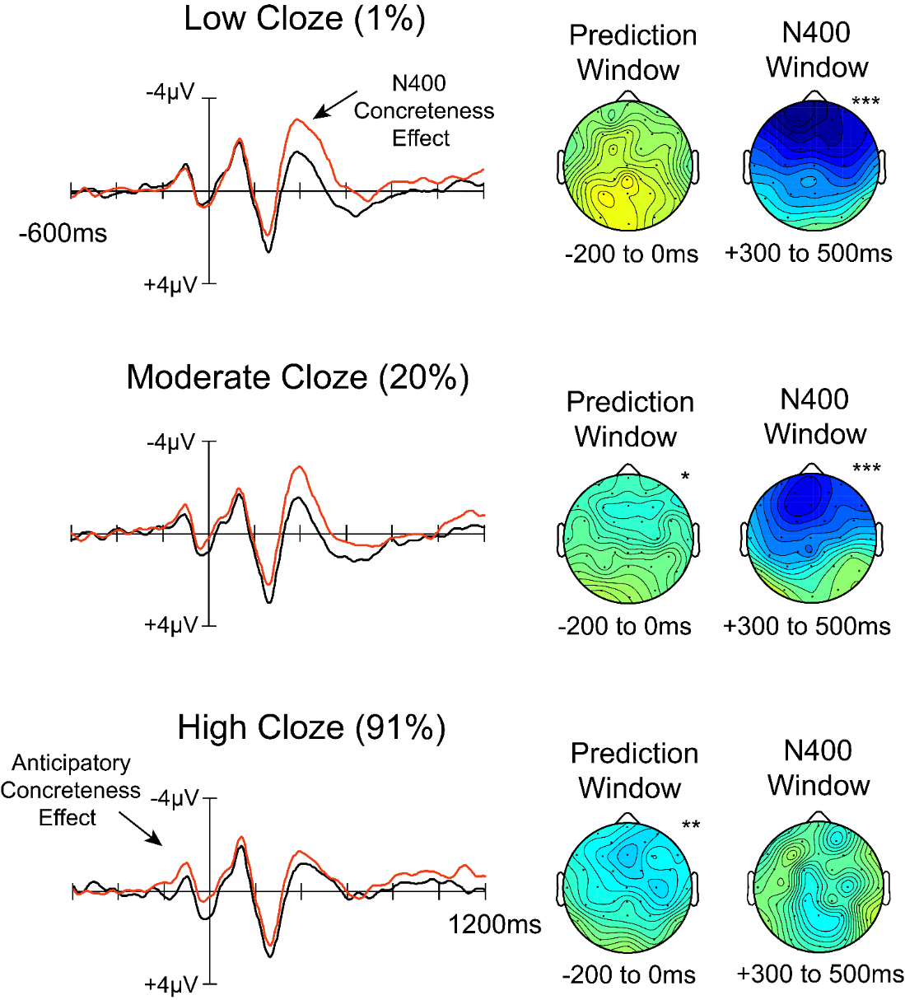 Low Cloze (1%)
-4µV
N400
Concreteness
Effect
-600ms
+4µV
Prediction
Window
-200 to 0ms
N400
Window
***
+300 to 500ms
Moderate Cloze (20%)
-4µV
+4µV
Prediction
Window
*
-200 to 0ms
N400
Window
***
+300 to 500ms
High Cloze (91%)
Anticipatory
Concreteness
Effect
-4µV
1200ms
+4µV
Prediction
Window
**
-200 to 0ms
N400
Window
+300 to 500ms